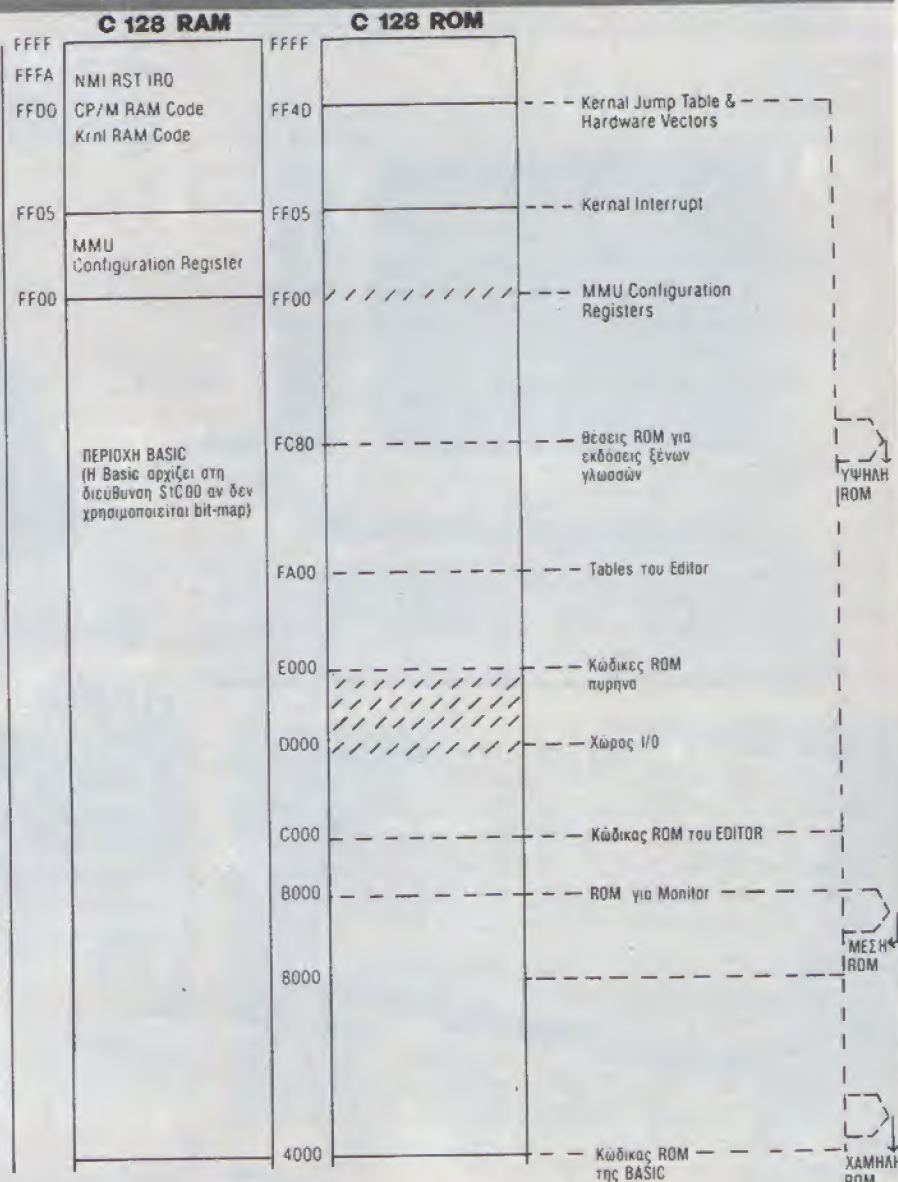 C 128 RAM
C 128 ROM
FFFF
FFFA
NMI RST IRQ
FFD0
CP/M RAM Code
Krnl RAM Code
FF05
MMU
Configuration Register
FF00
ΠΕΡΙΟΧΗ BASIC
(Η Basic αρχίζει στη
διεύθυνση $1C00 αν δεν
χρησιμοποιείται bit-map)
FFFF
FF4D
Kernal Jump Table &
Hardware Vectors
FF05
Kernal Interrupt
FF00
MMU Configuration
Registers
FC80
θέσεις ROM για
εκδόσεις ξένων
γλωσσών
FA00
Tables του Editor
E000
Κώδικες ROM
πυρήνα
D000
Χώρος I/O
C000
Κώδικας ROM του EDITOR
B000
ROM για Monitor
8000
4000
Κώδικας ROM
της BASIC
ΥΨΗΛΗ
ROM
ΜΕΣΗ
ROM
ΧΑΜΗΛΗ
ROM